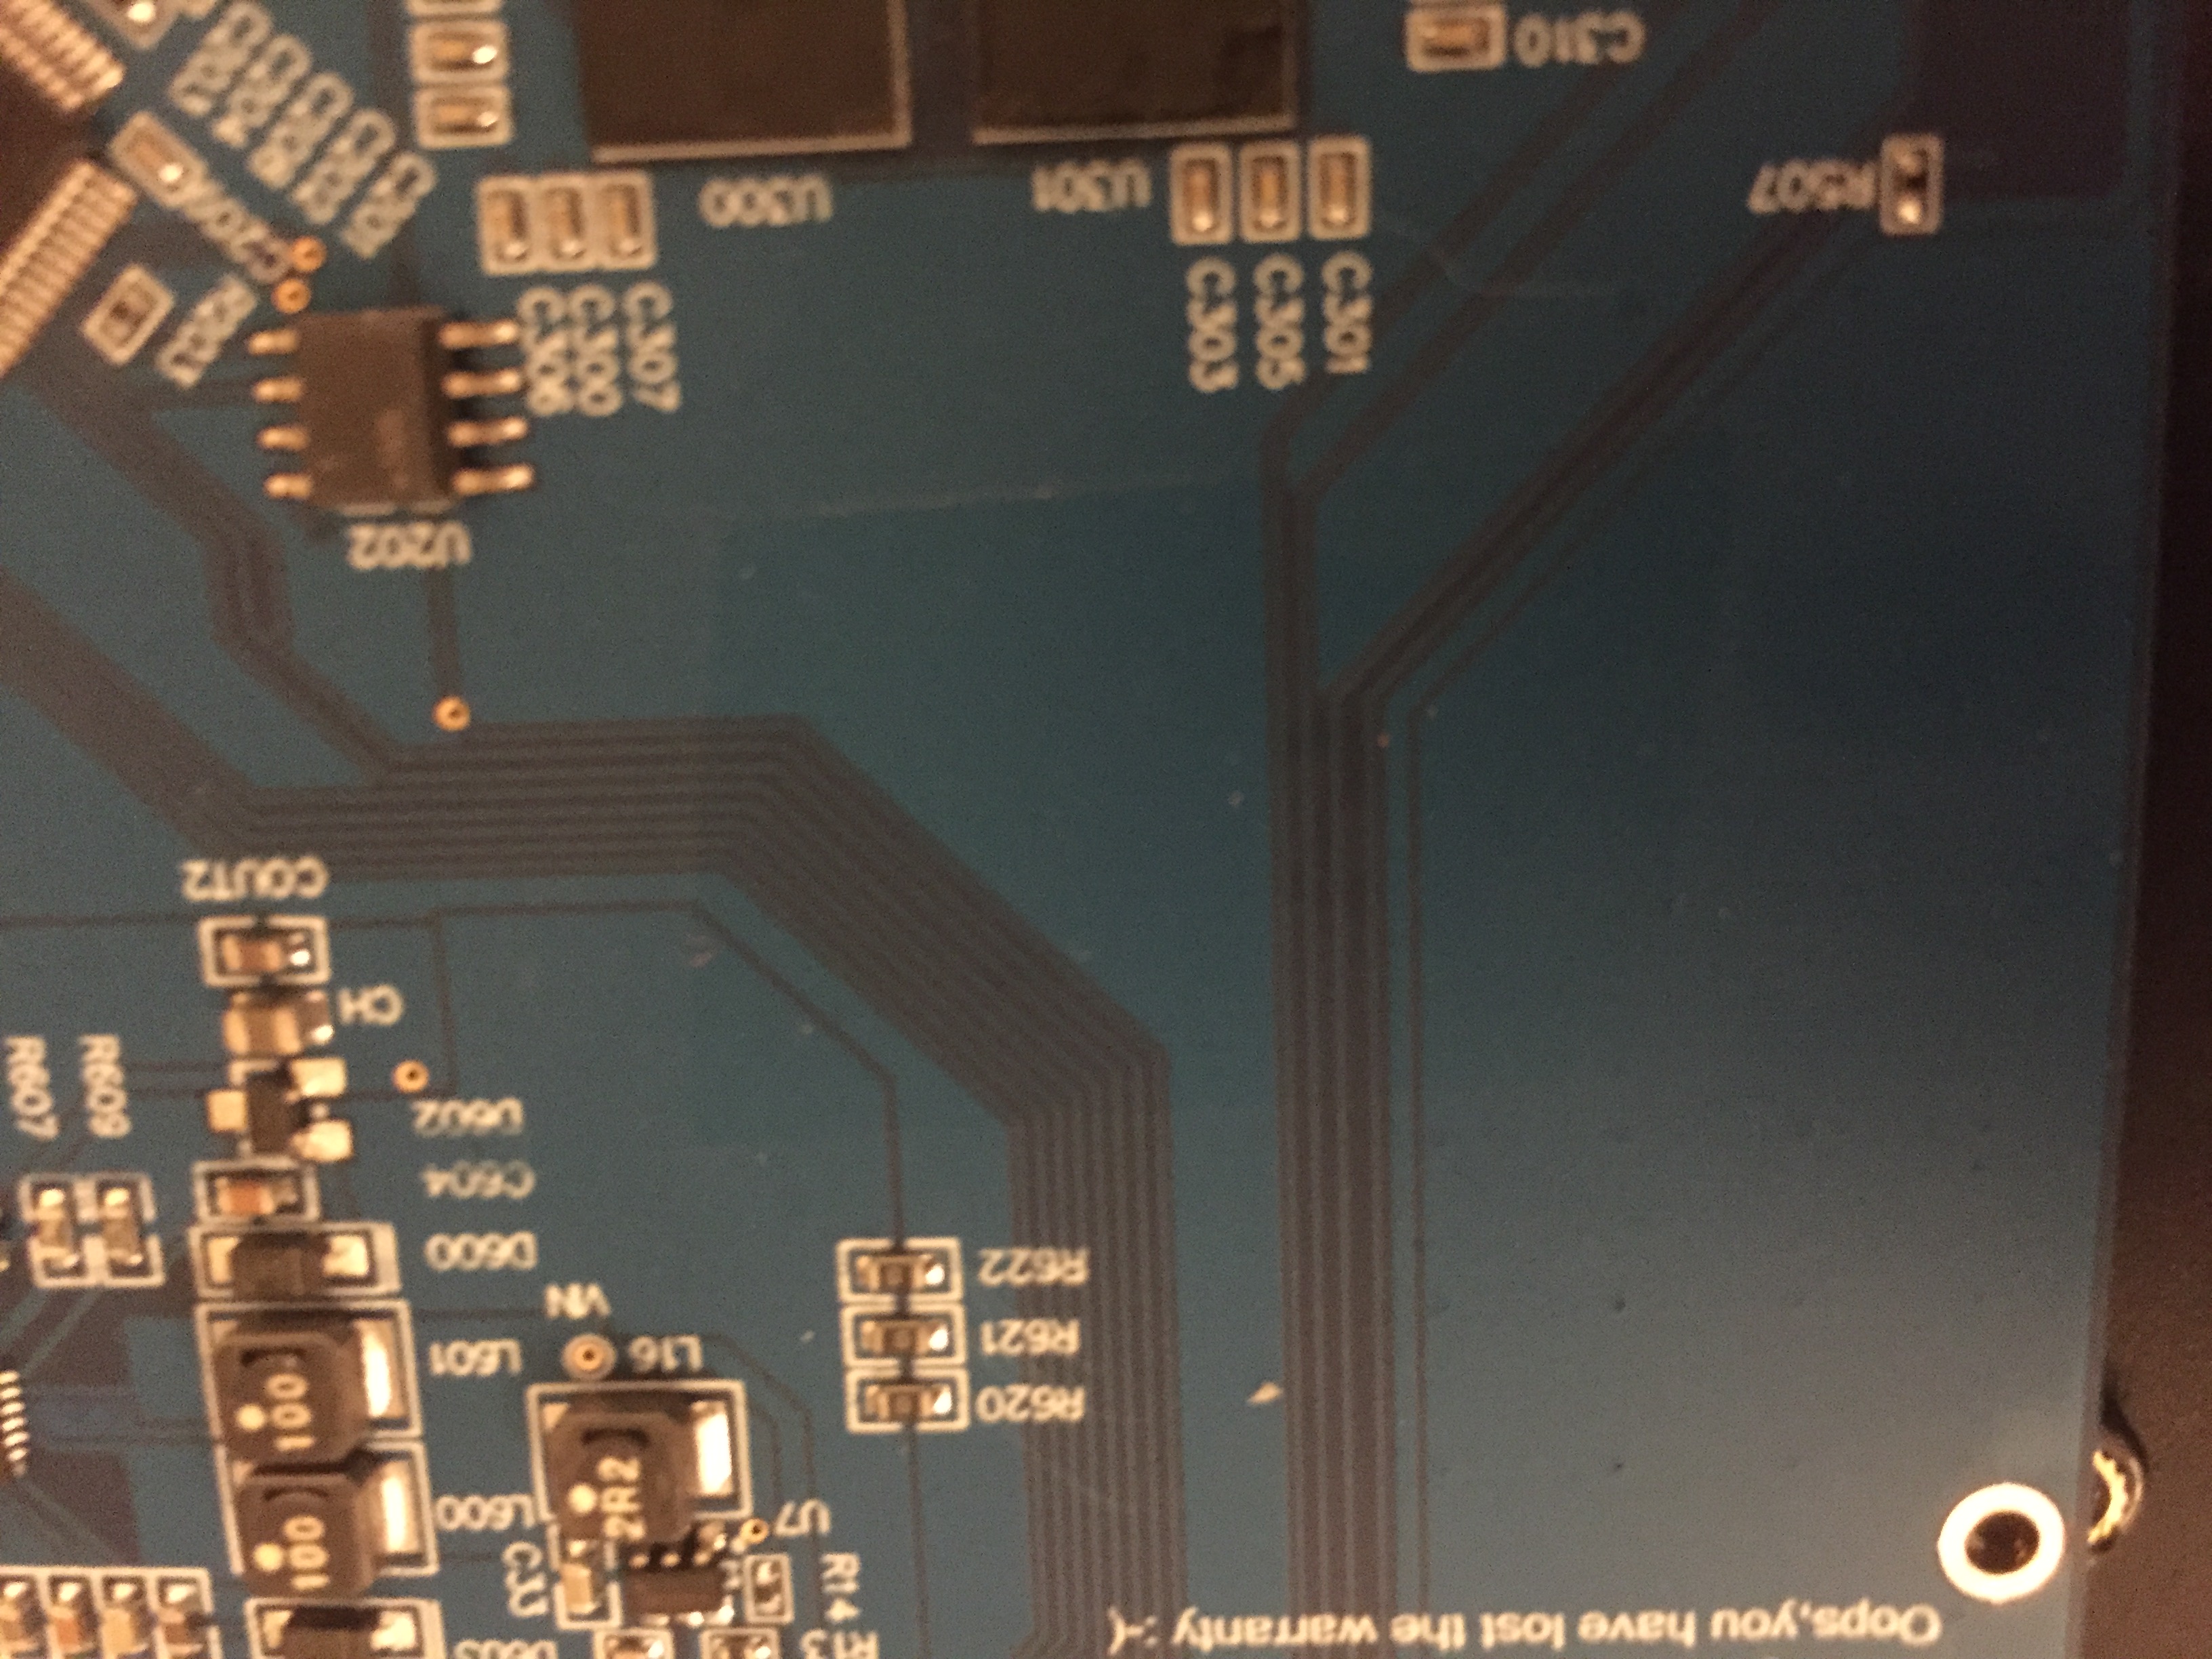 R607
R609
COUT2
100
100
CH
U202
L600
L601
D600
C604
D602
VIN
2R2
L16
C306
C308
C307
U300
U7
R13
R14
R620
R621
R622
U301
C303
C305
C301
C310
R507
Oops,you have lost the warranty :-(